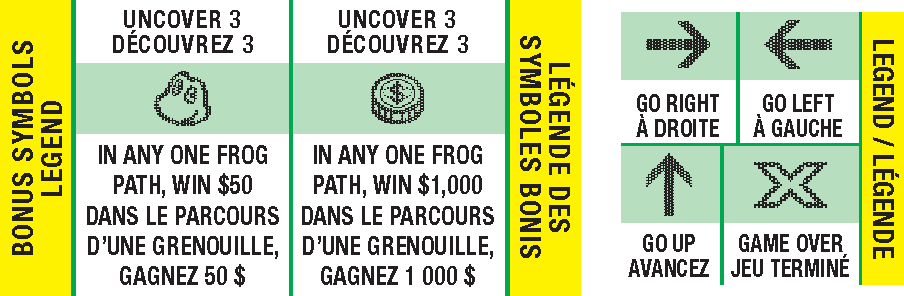 BONUS SYMBOLS
LEGEND
UNCOVER 3
DÉCOUVREZ 3
IN ANY ONE FROG
PATH, WIN $50
DANS LE PARCOURS
D'UNE GRENOUILLE,
GAGNEZ 50 $
UNCOVER 3
DÉCOUVREZ 3
$
IN ANY ONE FROG
PATH, WIN $1,000
DANS LE PARCOURS
D'UNE GRENOUILLE,
GAGNEZ 1 000 $
LÉGENDE DES
SYMBOLES BONIS
GO RIGHT
À DROITE
GO LEFT
À GAUCHE
GO UP
AVANCEZ
GAME OVER
JEU TERMINÉ
LEGEND / LÉGENDE